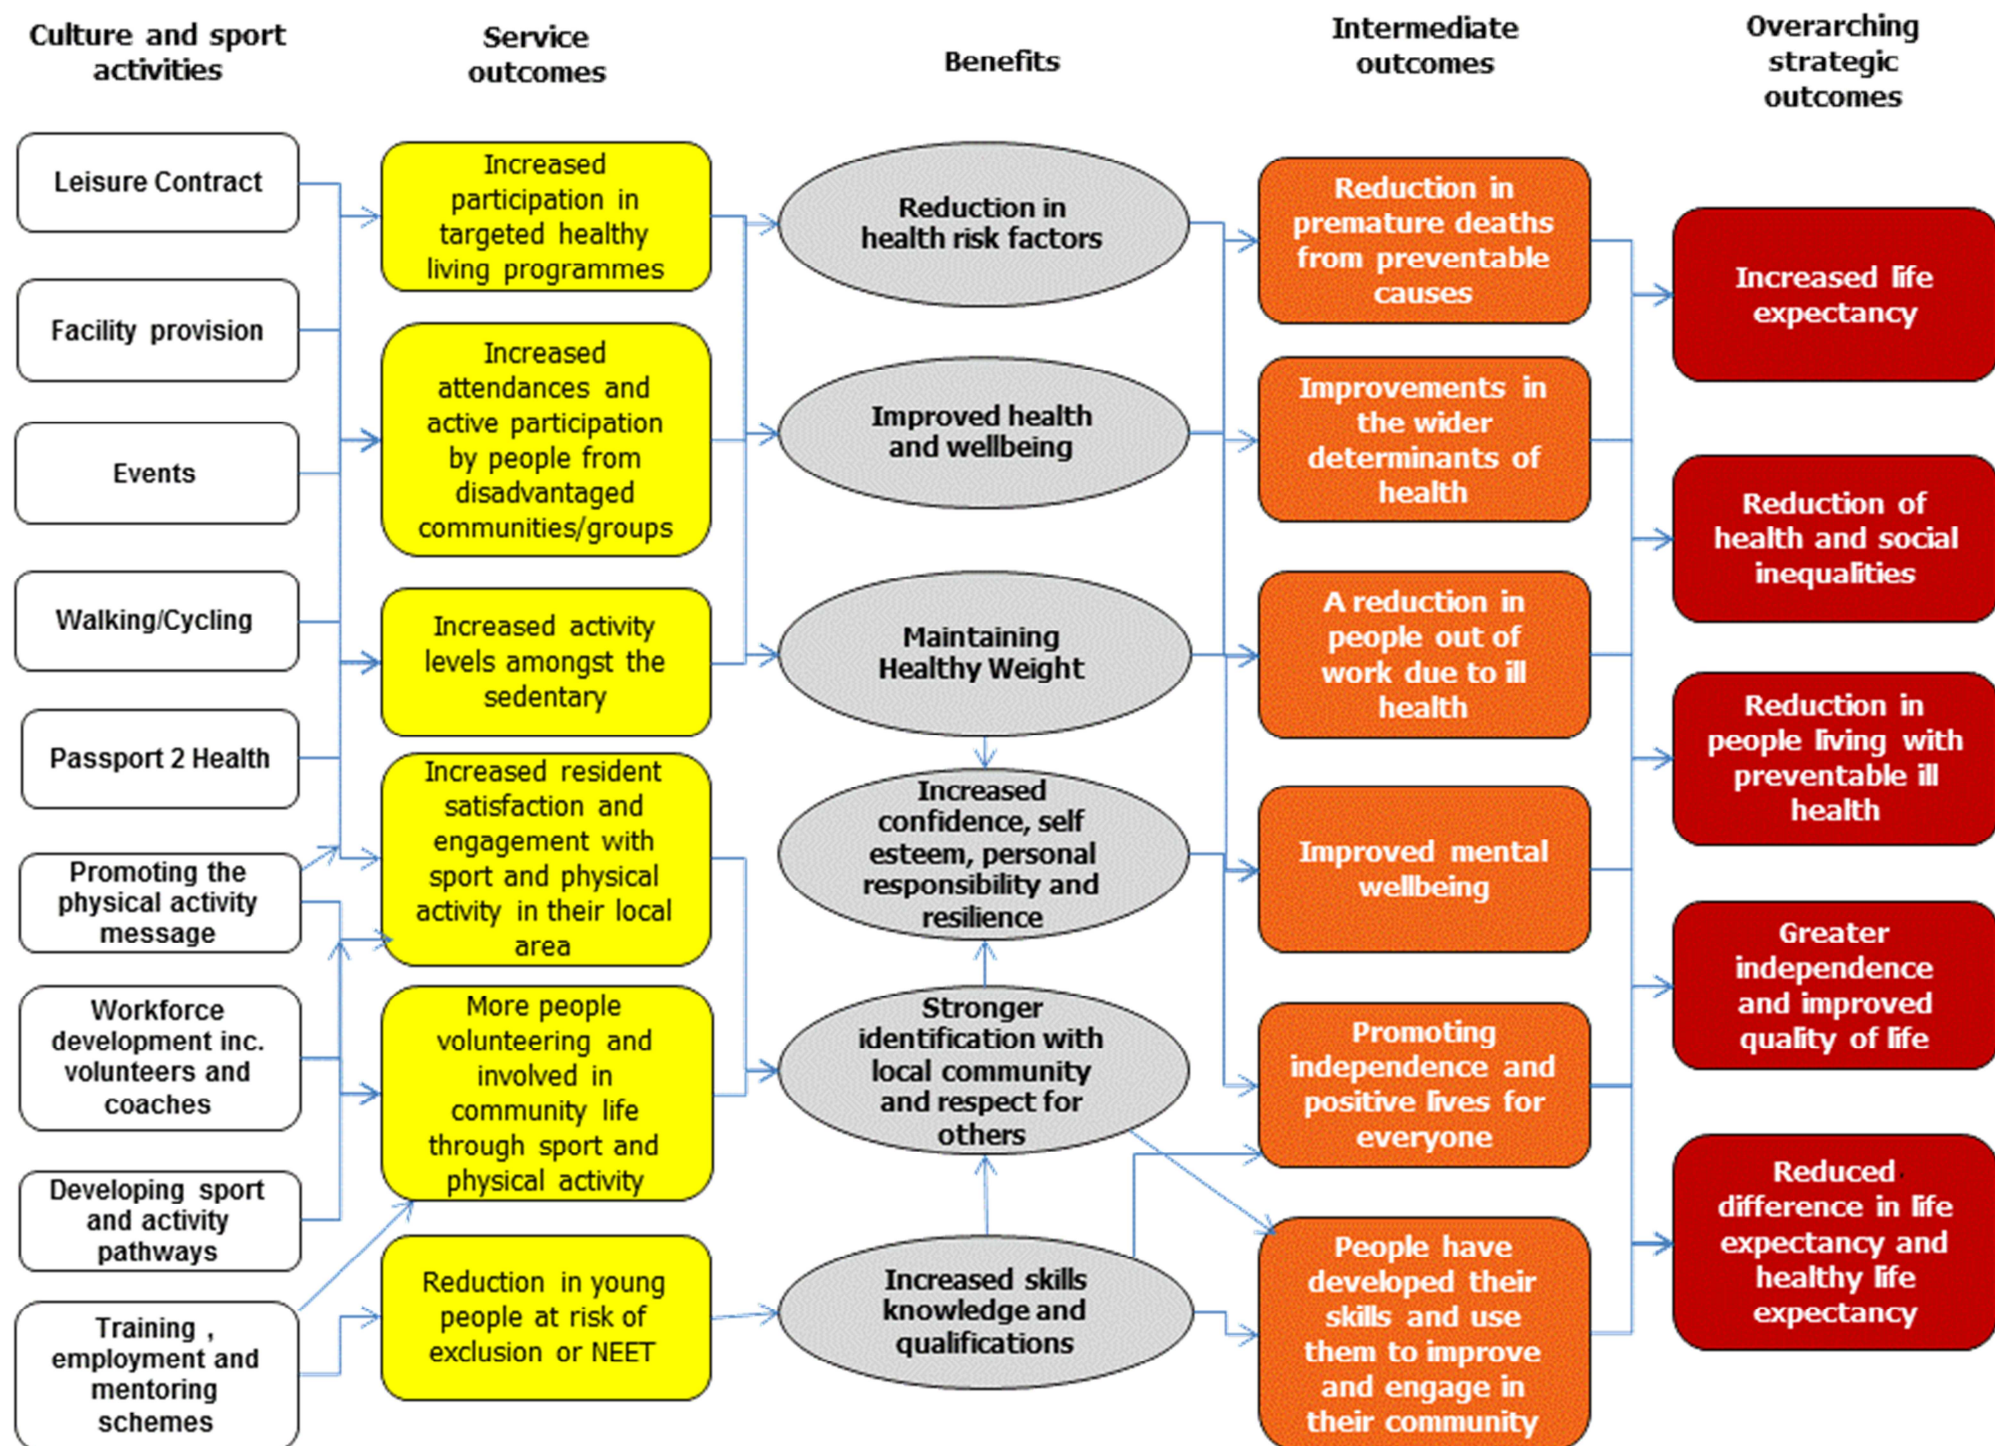 Culture and sport
activities
Service
outcomes
Benefits
Intermediate
outcomes
Overarching
strategic
outcomes
Leisure Contract
Facility provision
Events
Walking/Cycling
Passport 2 Health
Promoting the
physical activity
message
Workforce
development inc.
volunteers and
coaches
Developing sport
and activity
pathways
Training ,
employment and
mentoring
schemes
Increased
participation in
targeted healthy
living programmes
Increased
attendances and
active participation
by people from
disadvantaged
communities/groups
Increased activity
levels amongst the
sedentary
Increased resident
satisfaction and
engagement with
sport and physical
activity in their local
area
More people
volunteering and
involved in
community life
through sport and
physical activity
Reduction in young
people at risk of
exclusion or NEET
Reduction in
health risk factors
Improved health
and wellbeing
Maintaining
Healthy Weight
Increased
confidence, self
esteem, personal
responsibility and
resilience
Stronger
identification with
local community
and respect for
others
Increased skills
knowledge and
qualifications
Reduction in
premature deaths
from preventable
causes
Improvements in
the wider
determinants of
health
A reduction in
people out of
work due to ill
health
Improved mental
wellbeing
Promoting
independence and
positive lives for
everyone
People have
developed their
skills and use
them to improve
and engage in
their community
Increased life
expectancy
Reduction of
health and social
inequalities
Reduction in
people living with
preventable ill
health
Greater
independence
and improved
quality of life
Reduced
difference in life
expectancy and
healthy life
expectancy